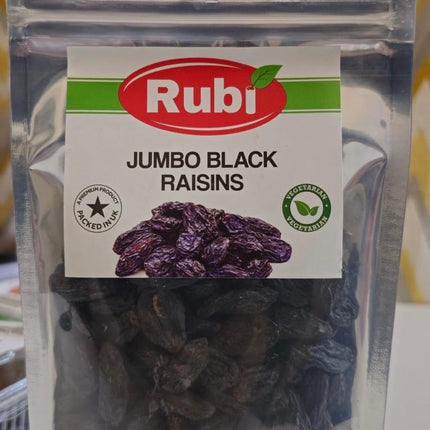 Rubi
JUMBO BLACK
RAISINS
A PREMIUM PRODUCT
PACKED IN UK
VEGETARIAN
VEGETARIAN